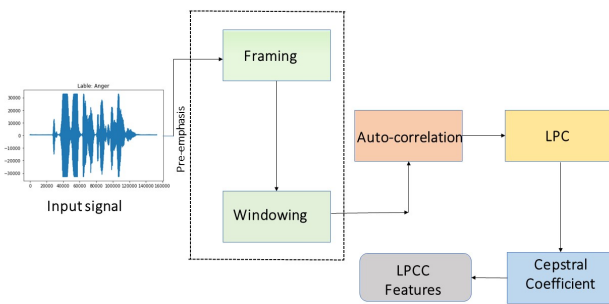 Lable: Anger
30000
20000
10000
0
−10000
−20000
−30000
0 20000 40000 60000 80000 100000 120000 140000 160000
Input signal
Pre-emphasis
Framing
Windowing
Auto-correlation
LPC
Cepstral
Coefficient
LPCC
Features